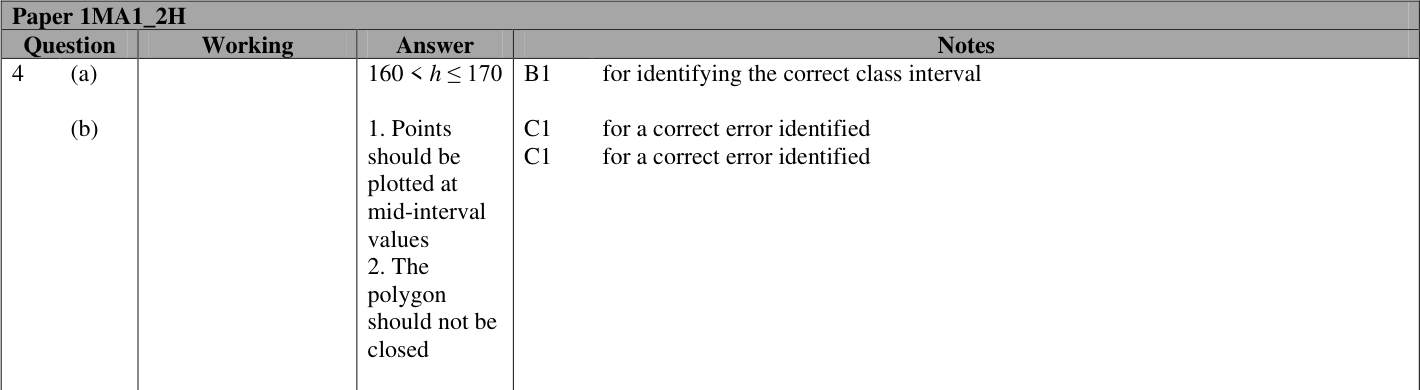 Paper 1MA1_2H
Question Working Answer Notes
4 (a) 160 < h ≤ 170 B1 for identifying the correct class interval
(b) 1. Points C1 for a correct error identified
should be C1 for a correct error identified
plotted at
mid-interval
values
2. The
polygon
should not be
closed